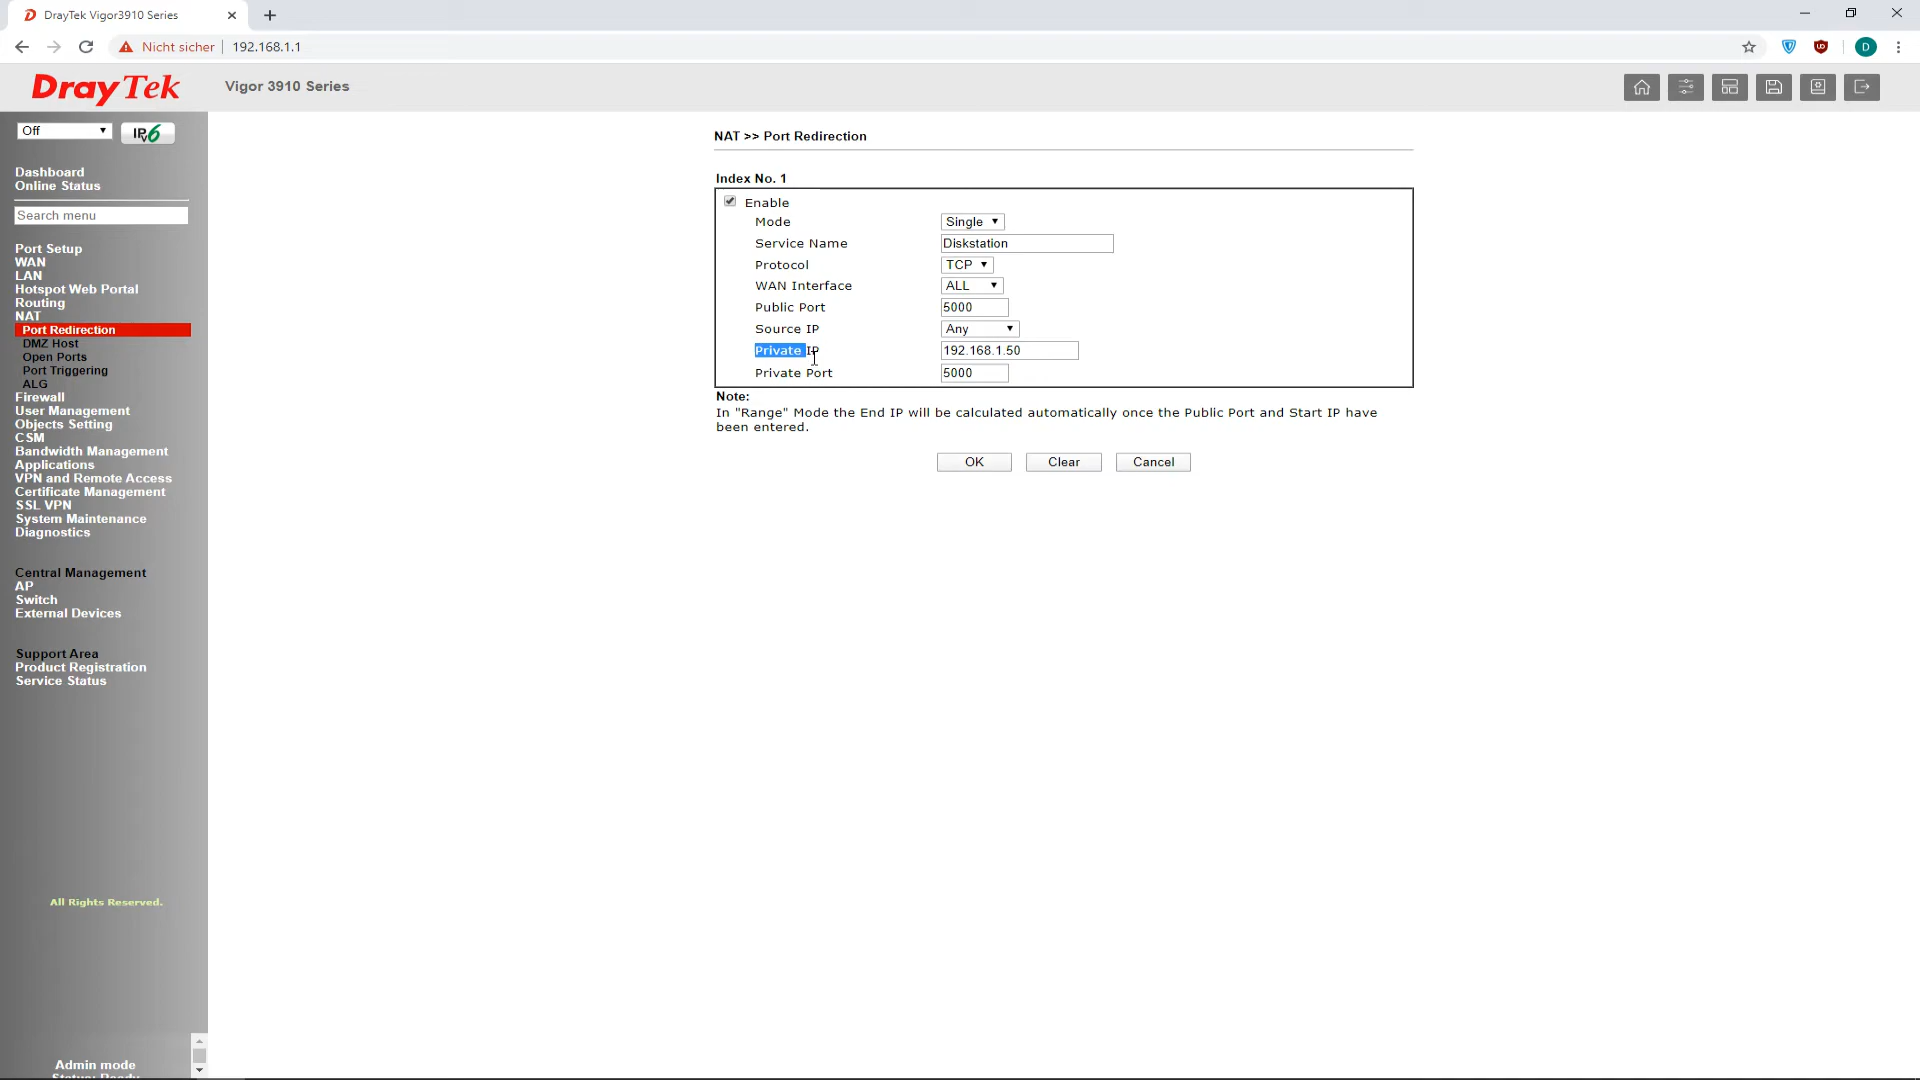 DrayTek Vigor3910 Series
Nicht sicher
192.168.1.1
D
DrayTek
Vigor 3910 Series
Off
IPv6
Dashboard
Online Status
Search menu
Port Setup
WAN
LAN
Hotspot Web Portal
Routing
NAT
Port Redirection
DMZ Host
Open Ports
Port Triggering
ALG
Firewall
User Management
Objects Setting
CSM
Bandwidth Management
Applications
VPN and Remote Access
Certificate Management
SSL VPN
System Maintenance
Diagnostics
Central Management
AP
Switch
External Devices
Support Area
Product Registration
Service Status
All Rights Reserved.
Admin mode
Status: Ready
NAT >> Port Redirection
Index No. 1
Enable
Mode Single
Service Name Diskstation
Protocol TCP
WAN Interface ALL
Public Port 5000
Source IP Any
Private IP 192.168.1.50
Private Port 5000
Note:
In "Range" Mode the End IP will be calculated automatically once the Public Port and Start IP have
been entered.
OK Clear Cancel